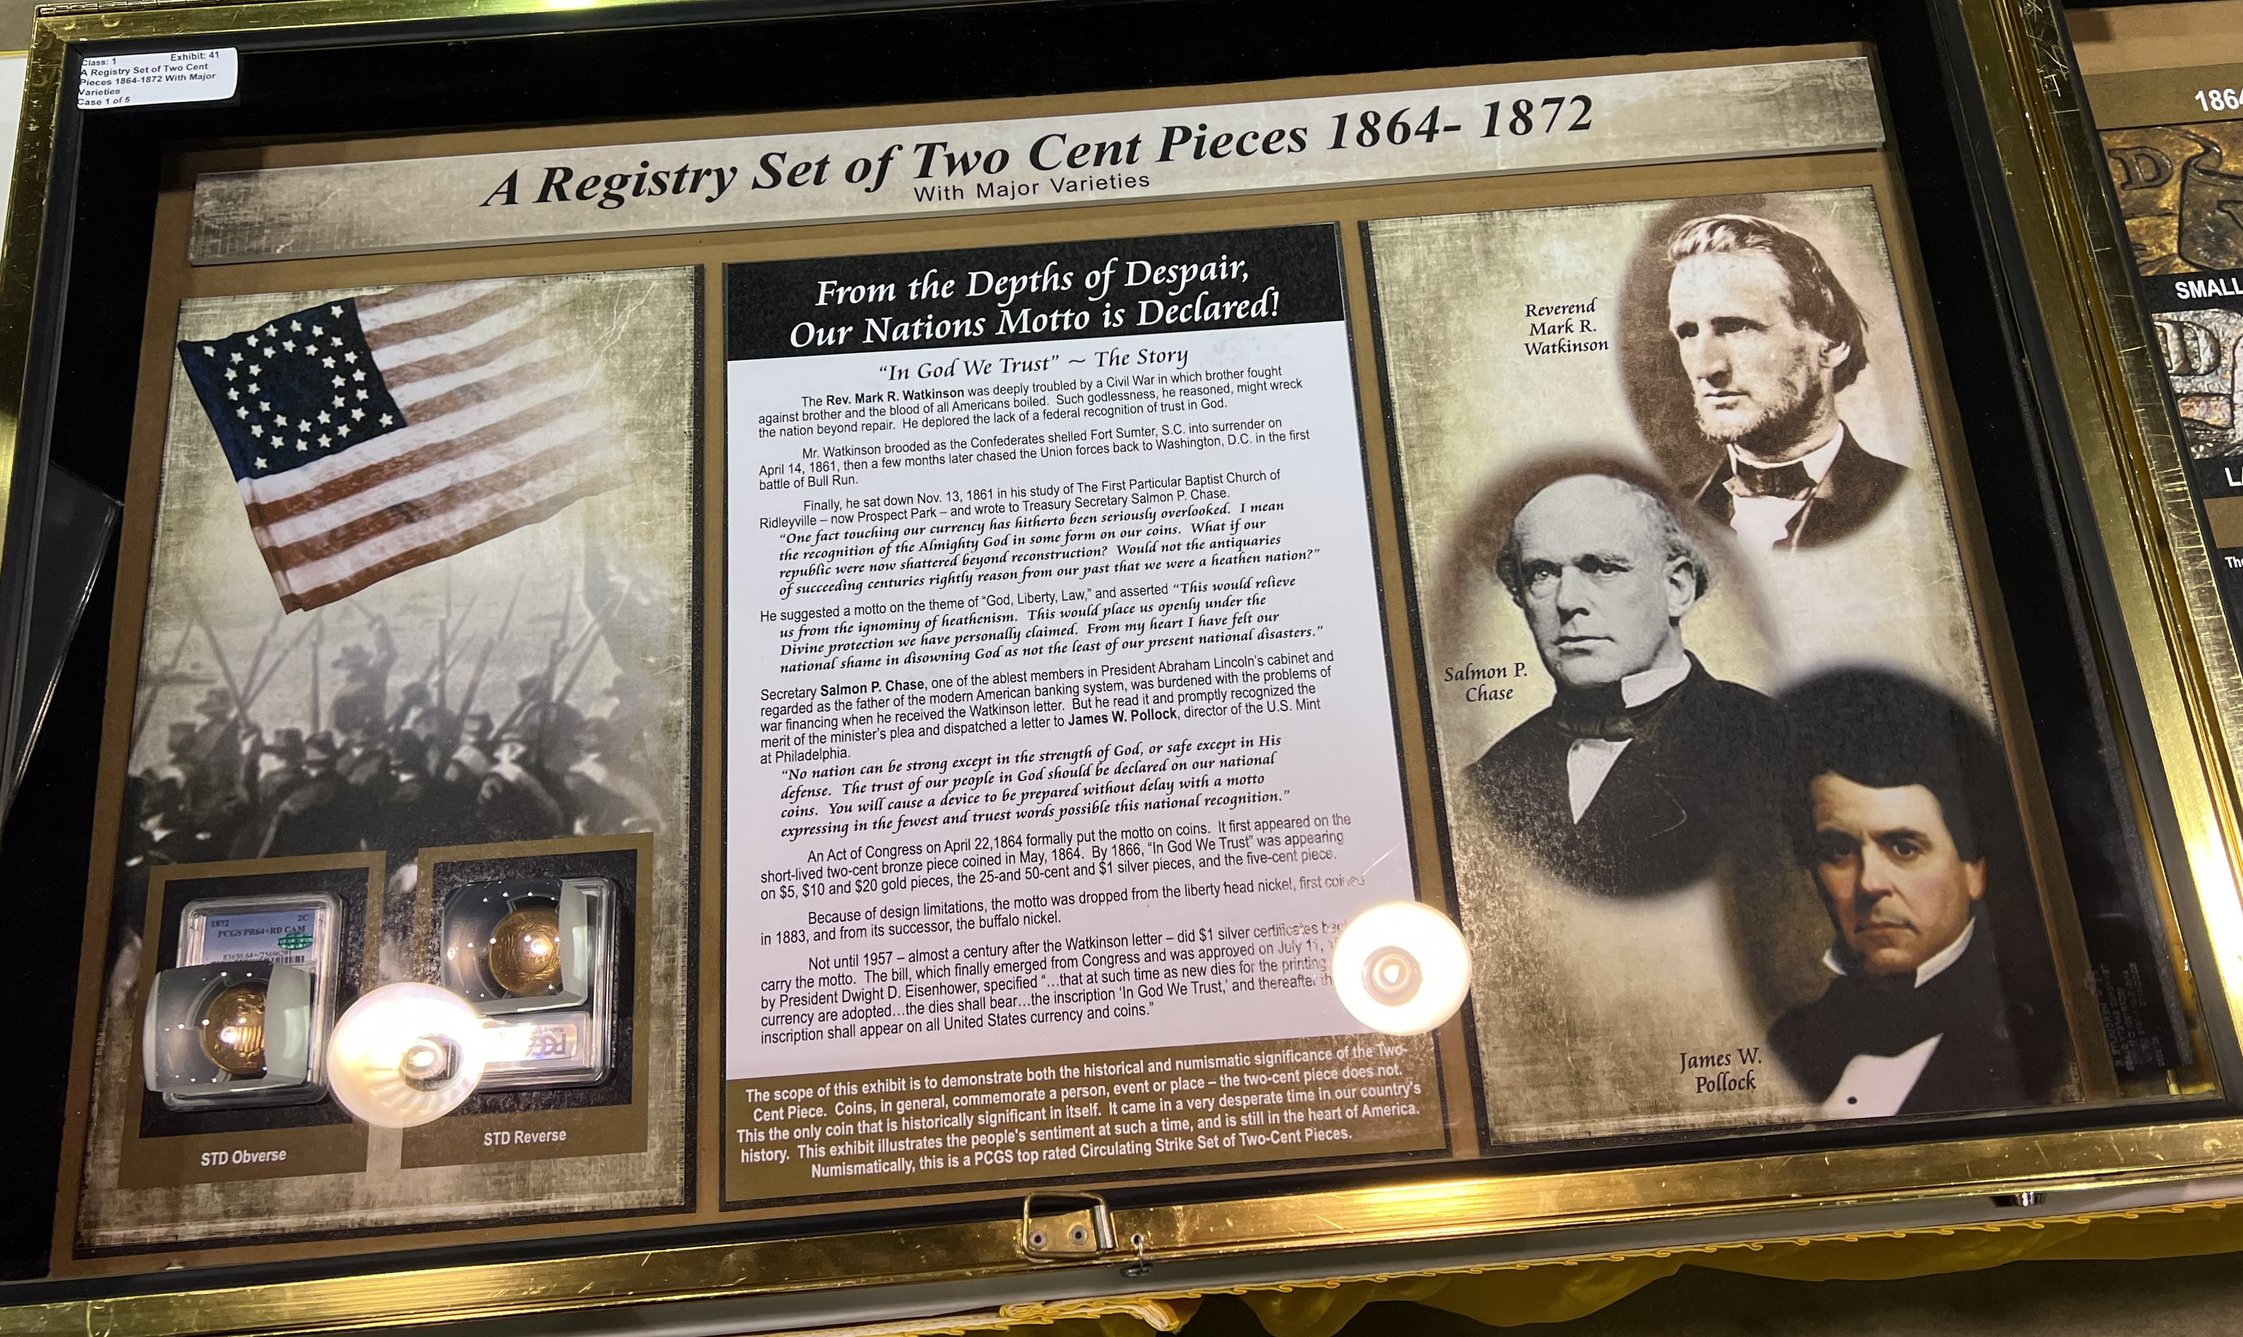 Class: 1 Exhibit: 41
A Registry Set of Two Cent
Pieces 1864-1872 With Major
Varieties
Case 1 of 5
A Registry Set of Two Cent Pieces 1864- 1872
With Major Varieties
From the Depths of Despair,
Our Nations Motto is Declared!
"In God We Trust" ~ The Story
The Rev. Mark R. Watkinson was deeply troubled by a Civil War in which brother fought
against brother and the blood of all Americans boiled. Such godlessness, he reasoned, might wreck
the nation beyond repair. He deplored the lack of a federal recognition of trust in God.
Mr. Watkinson brooded as the Confederates shelled Fort Sumter, S.C. into surrender on
April 14, 1861, then a few months later chased the Union forces back to Washington, D.C. in the first
battle of Bull Run.
Finally, he sat down Nov. 13, 1861 in his study of The First Particular Baptist Church of
Ridleyville – now Prospect Park – and wrote to Treasury Secretary Salmon P. Chase.
"One fact touching our currency has hitherto been seriously overlooked. I mean
the recognition of the Almighty God in some form on our coins. What if our
republic were now shattered beyond reconstruction? Would not the antiquaries
of succeeding centuries rightly reason from our past that we were a heathen nation?"
He suggested a motto on the theme of "God, Liberty, Law," and asserted "This would relieve
us from the ignominy of heathenism. This would place us openly under the
Divine protection we have personally claimed. From my heart I have felt our
national shame in disowning God as not the least of our present national disasters."
Secretary Salmon P. Chase, one of the ablest members in President Abraham Lincoln's cabinet and
regarded as the father of the modern American banking system, was burdened with the problems of
war financing when he received the Watkinson letter. But he read it and promptly recognized the
merit of the minister's plea and dispatched a letter to James W. Pollock, director of the U.S. Mint
at Philadelphia.
"No nation can be strong except in the strength of God, or safe except in His
defense. The trust of our people in God should be declared on our national
coins. You will cause a device to be prepared without delay with a motto
expressing in the fewest and truest words possible this national recognition."
An Act of Congress on April 22,1864 formally put the motto on coins. It first appeared on the
short-lived two-cent bronze piece coined in May, 1864. By 1866, "In God We Trust" was appearing
on $5, $10 and $20 gold pieces, the 25-and 50-cent and $1 silver pieces, and the five-cent piece.
Because of design limitations, the motto was dropped from the liberty head nickel, first coined
in 1883, and from its successor, the buffalo nickel.
Not until 1957 – almost a century after the Watkinson letter – did $1 silver certificates
carry the motto. The bill, which finally emerged from Congress and was approved on July 11,
by President Dwight D. Eisenhower, specified "…that at such time as new dies for the printing
currency are adopted…the dies shall bear…the inscription 'In God We Trust,' and thereafter
inscription shall appear on all United States currency and coins."
The scope of this exhibit is to demonstrate both the historical and numismatic significance of the Two-
Cent Piece. Coins, in general, commemorate a person, event or place – the two-cent piece does not.
This the only coin that is historically significant in itself. It came in a very desperate time in our country's
history. This exhibit illustrates the people's sentiment at such a time, and is still in the heart of America.
Numismatically, this is a PCGS top rated Circulating Strike Set of Two-Cent Pieces.
Reverend
Mark R.
Watkinson
Salmon P.
Chase
James W.
Pollock
1872 2C
PCGS PR64+RD CAM
STD Obverse
STD Reverse
SMALL